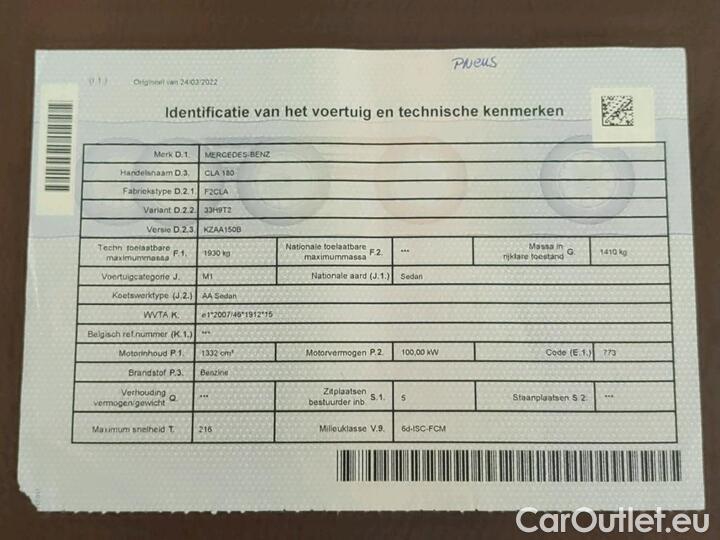 PNEUS
(I.1.) Origineel van 24/03/2022
Identificatie van het voertuig en technische kenmerken
Merk D.1. MERCEDES-BENZ
Handelsnaam D.3. CLA 180
Fabriekstype D.2.1. F2CLA
Variant D.2.2. 33H9T2
Versie D.2.3. KZAA150B
Techn. toelaatbare maximummassa F.1. 1930 kg Nationale toelaatbare maximummassa F.2. *** Massa in rijklare toestand G. 1410 kg
Voertuigcategorie J. M1 Nationale aard (J.1.) Sedan
Koetswerktype (J.2.) AA Sedan
WVTA K. e1*2007/46*1912*15
Belgisch ref.nummer (K.1.) ***
Motorinhoud P.1. 1332 cm³ Motorvermogen P.2. 100,00 kW Code (E.1.) 773
Brandstof P.3. Benzine
Verhouding vermogen/gewicht Q. *** Zitplaatsen bestuurder inb. S.1. 5 Staanplaatsen S.2. ***
Maximum snelheid T. 216 Milieuklasse V.9. 6d-ISC-FCM
CarOutlet.eu